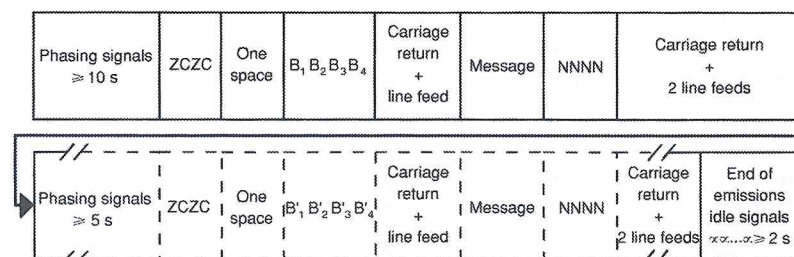 Phasing signals
⩾ 10 s
ZCZC
One
space
B₁ B₂ B₃ B₄
Carriage
return
+
line feed
Message
NNNN
Carriage return
+
2 line feeds
Phasing signals
⩾ 5 s
ZCZC
One
space
B'₁ B'₂ B'₃ B'₄
Carriage
return
+
line feed
Message
NNNN
Carriage
return
+
2 line feeds
End of
emissions
idle signals
αα...α⩾ 2 s